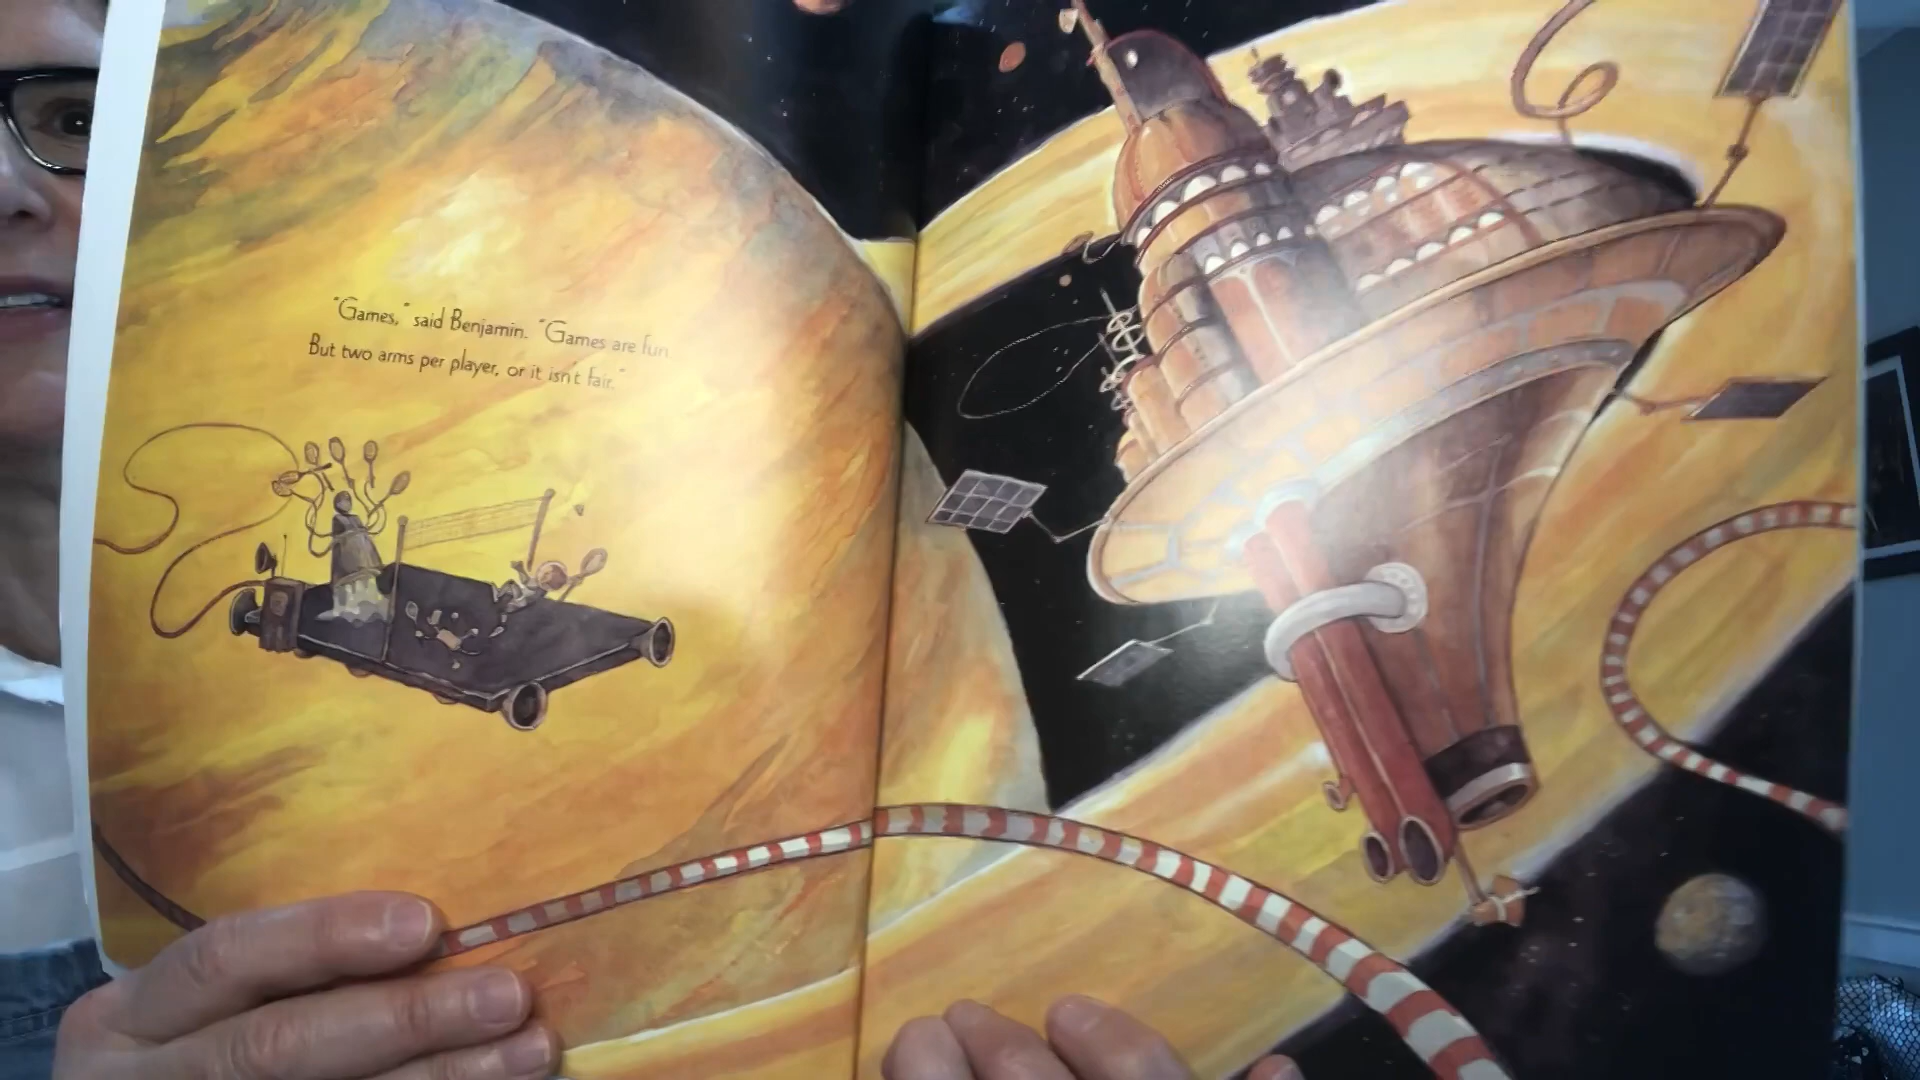 "Games," said Benjamin. "Games are fun.
But two arms per player, or it isn't fair."